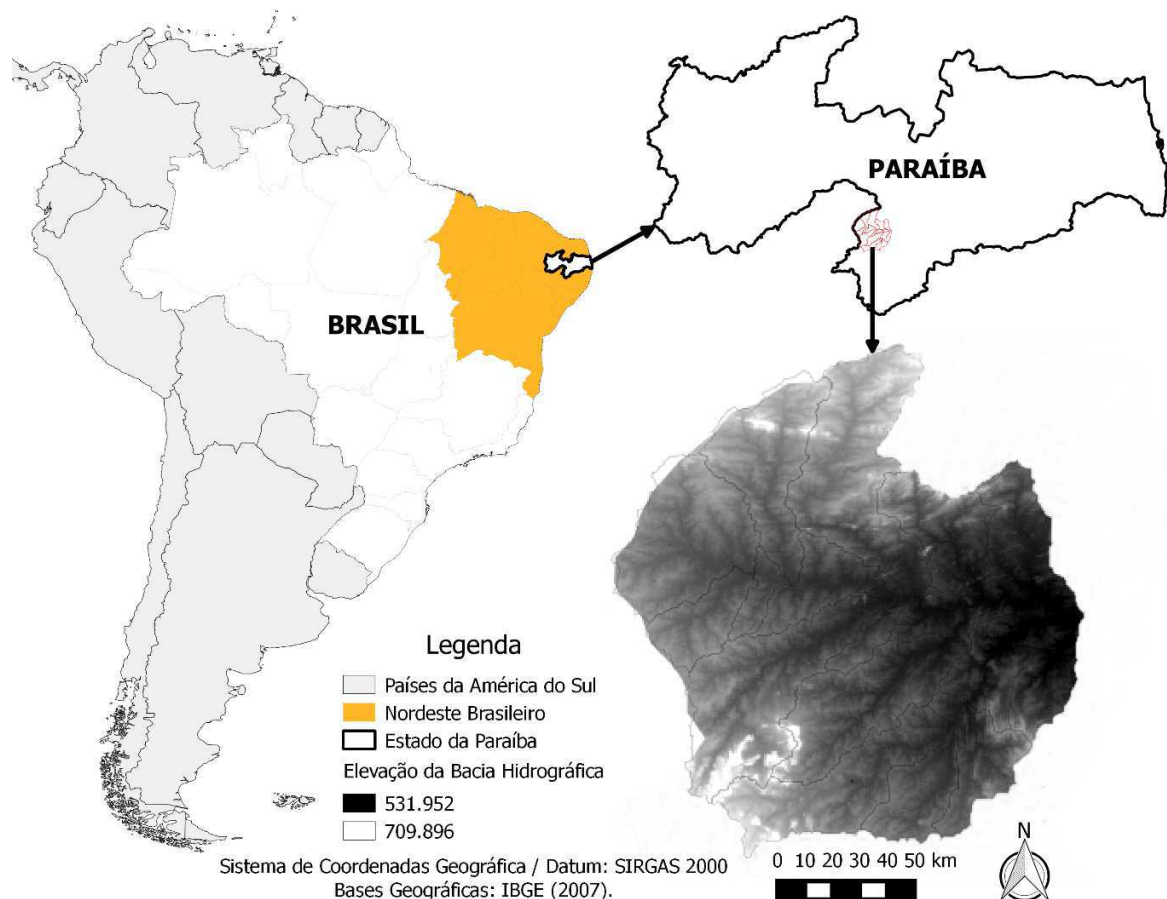 PARAÍBA
BRASIL
Legenda
Países da América do Sul
Nordeste Brasileiro
Estado da Paraíba
Elevação da Bacia Hidrográfica
531.952
709.896
Sistema de Coordenadas Geográfica / Datum: SIRGAS 2000
Bases Geográficas: IBGE (2007).
0 10 20 30 40 50 km
N